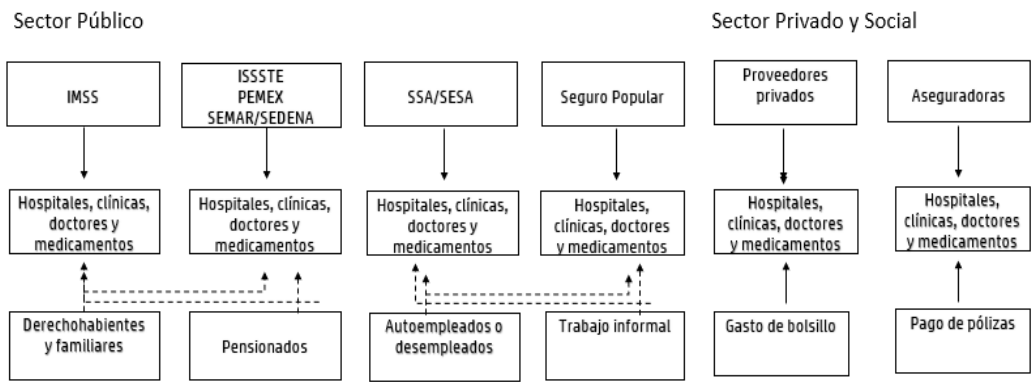 Sector Público
Sector Privado y Social
IMSS
ISSSTE
PEMEX
SEMAR/SEDENA
SSA/SESA
Seguro Popular
Proveedores
privados
Aseguradoras
Hospitales, clínicas,
doctores y
medicamentos
Hospitales, clínicas,
doctores y
medicamentos
Hospitales, clínicas,
doctores y
medicamentos
Hospitales,
clínicas, doctores
y medicamentos
Hospitales,
clínicas, doctores
y medicamentos
Hospitales,
clínicas, doctores
y medicamentos
Derechohabientes
y familiares
Pensionados
Autoempleados o
desempleados
Trabajo informal
Gasto de bolsillo
Pago de pólizas